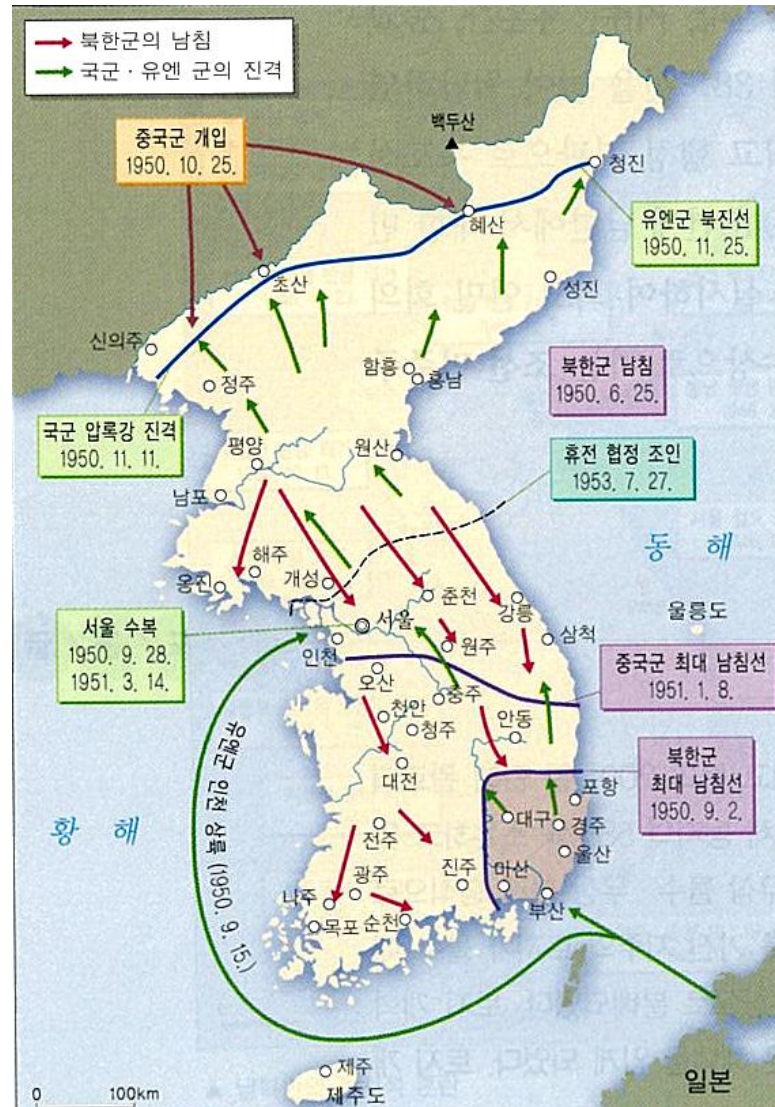 북한군의 남침
국군·유엔 군의 진격
중국군 개입
1950. 10. 25.
백두산
청진
혜산
유엔군 북진선
1950. 11. 25.
초산
성진
신의주
정주
함흥
흥남
북한군 남침
1950. 6. 25.
국군 압록강 진격
1950. 11. 11.
평양
원산
휴전 협정 조인
1953. 7. 27.
남포
동 해
해주
옹진
개성
춘천
강릉
울릉도
서울 수복
1950. 9. 28.
1951. 3. 14.
서울
삼척
인천
원주
중국군 최대 남침선
1951. 1. 8.
오산
충주
천안
청주
안동
유엔군 인천 상륙 (1950. 9. 15.)
대전
북한군
최대 남침선
1950. 9. 2.
포항
황 해
대구
경주
전주
울산
진주
마산
광주
나주
부산
목포
순천
제주
제주도
일본
0
100km